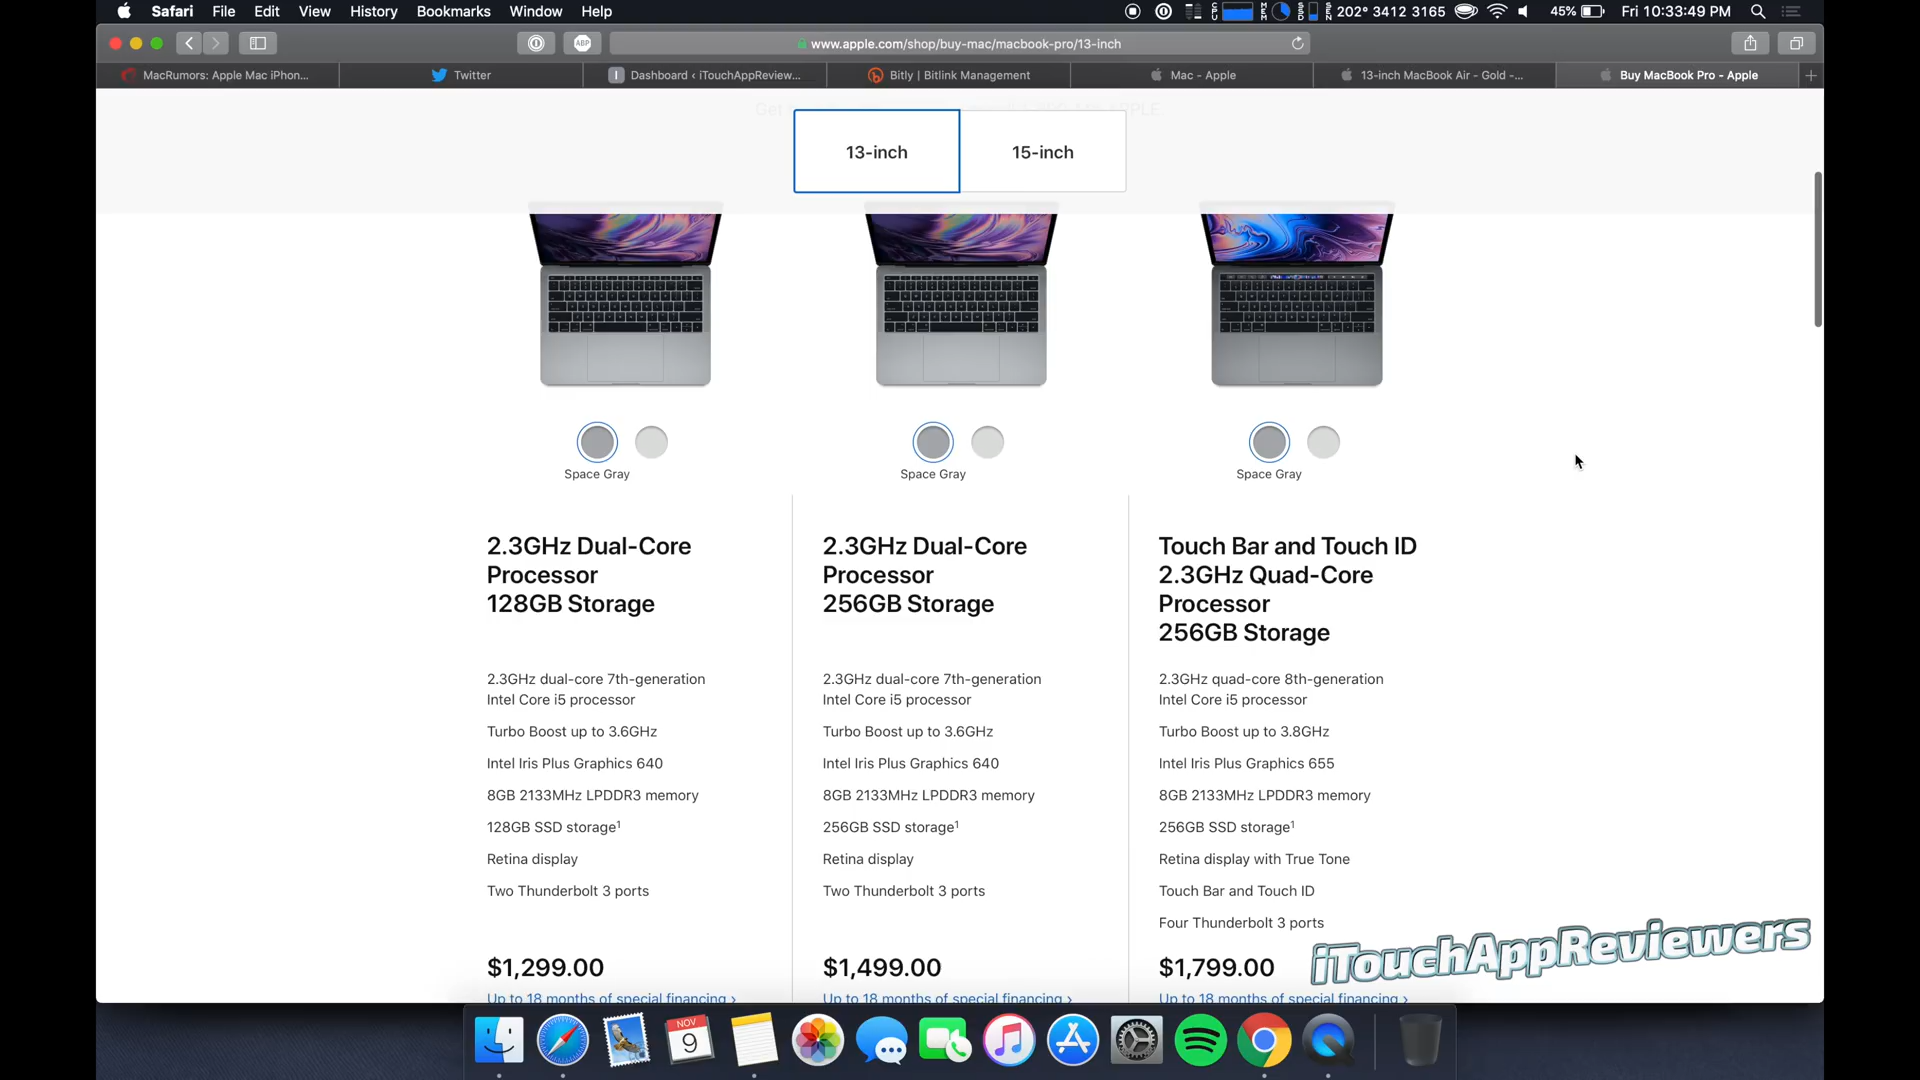 Safari File Edit View History Bookmarks Window Help
CPU MEM SSD SEN 202° 3412 3165 45% Fri 10:33:49 PM
ABP www.apple.com/shop/buy-mac/macbook-pro/13-inch
MacRumors: Apple Mac iPhon... Twitter Dashboard ‹ iTouchAppReview... Bitly | Bitlink Management Mac - Apple 13-inch MacBook Air - Gold -... Buy MacBook Pro - Apple
13-inch 15-inch
Space Gray Space Gray Space Gray
2.3GHz Dual-Core
Processor
128GB Storage
2.3GHz dual-core 7th-generation
Intel Core i5 processor
Turbo Boost up to 3.6GHz
Intel Iris Plus Graphics 640
8GB 2133MHz LPDDR3 memory
128GB SSD storage¹
Retina display
Two Thunderbolt 3 ports
$1,299.00
Up to 18 months of special financing ›
2.3GHz Dual-Core
Processor
256GB Storage
2.3GHz dual-core 7th-generation
Intel Core i5 processor
Turbo Boost up to 3.6GHz
Intel Iris Plus Graphics 640
8GB 2133MHz LPDDR3 memory
256GB SSD storage¹
Retina display
Two Thunderbolt 3 ports
$1,499.00
Up to 18 months of special financing ›
Touch Bar and Touch ID
2.3GHz Quad-Core
Processor
256GB Storage
2.3GHz quad-core 8th-generation
Intel Core i5 processor
Turbo Boost up to 3.8GHz
Intel Iris Plus Graphics 655
8GB 2133MHz LPDDR3 memory
256GB SSD storage¹
Retina display with True Tone
Touch Bar and Touch ID
Four Thunderbolt 3 ports
$1,799.00
Up to 18 months of special financing ›
iTouchAppReviewers
NOV
9